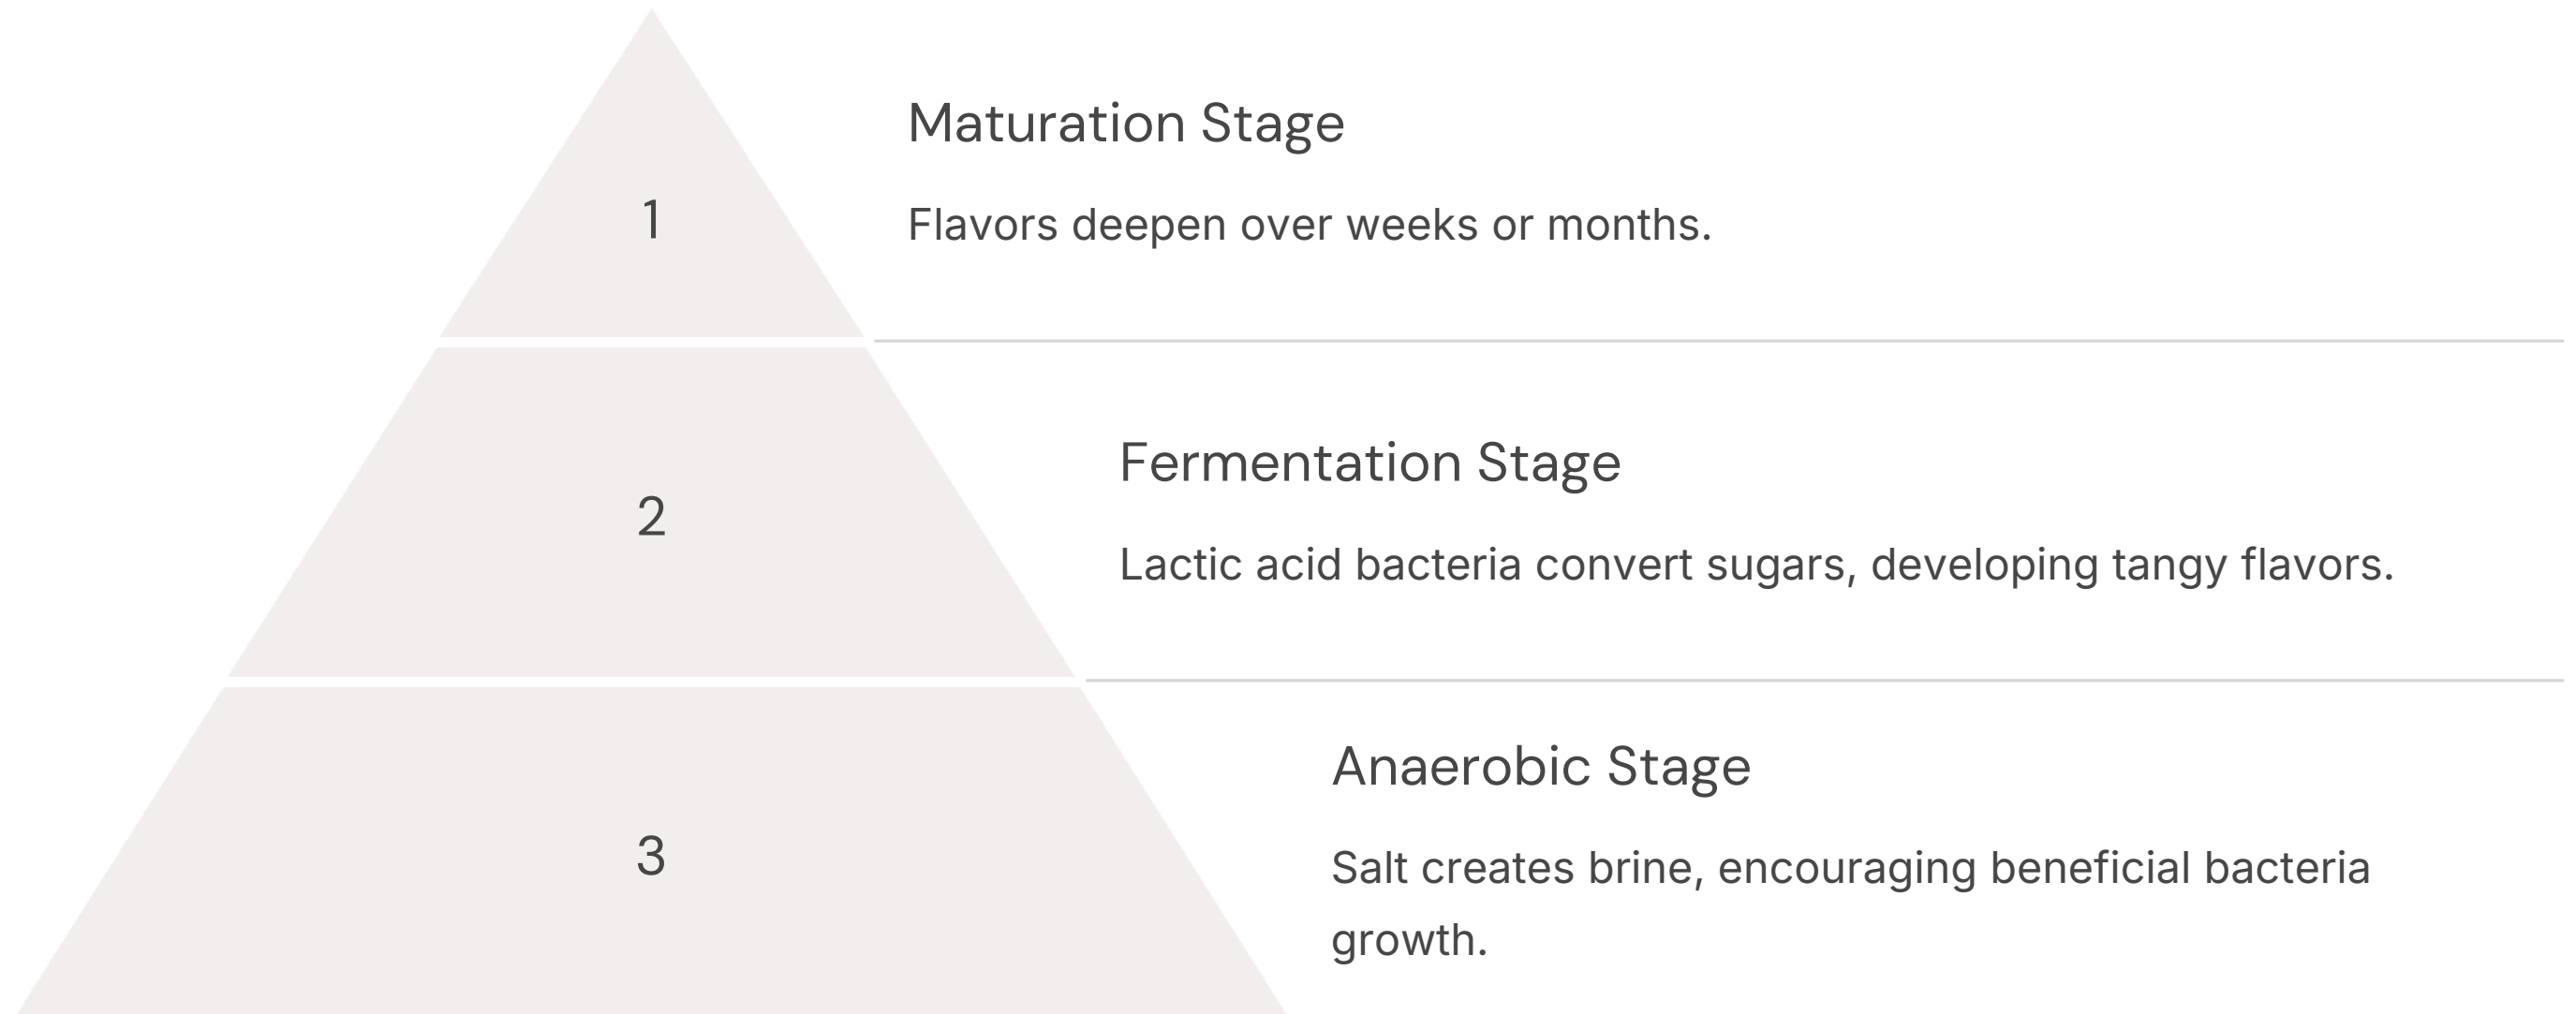 1
Maturation Stage
Flavors deepen over weeks or months.
2
Fermentation Stage
Lactic acid bacteria convert sugars, developing tangy flavors.
3
Anaerobic Stage
Salt creates brine, encouraging beneficial bacteria
growth.